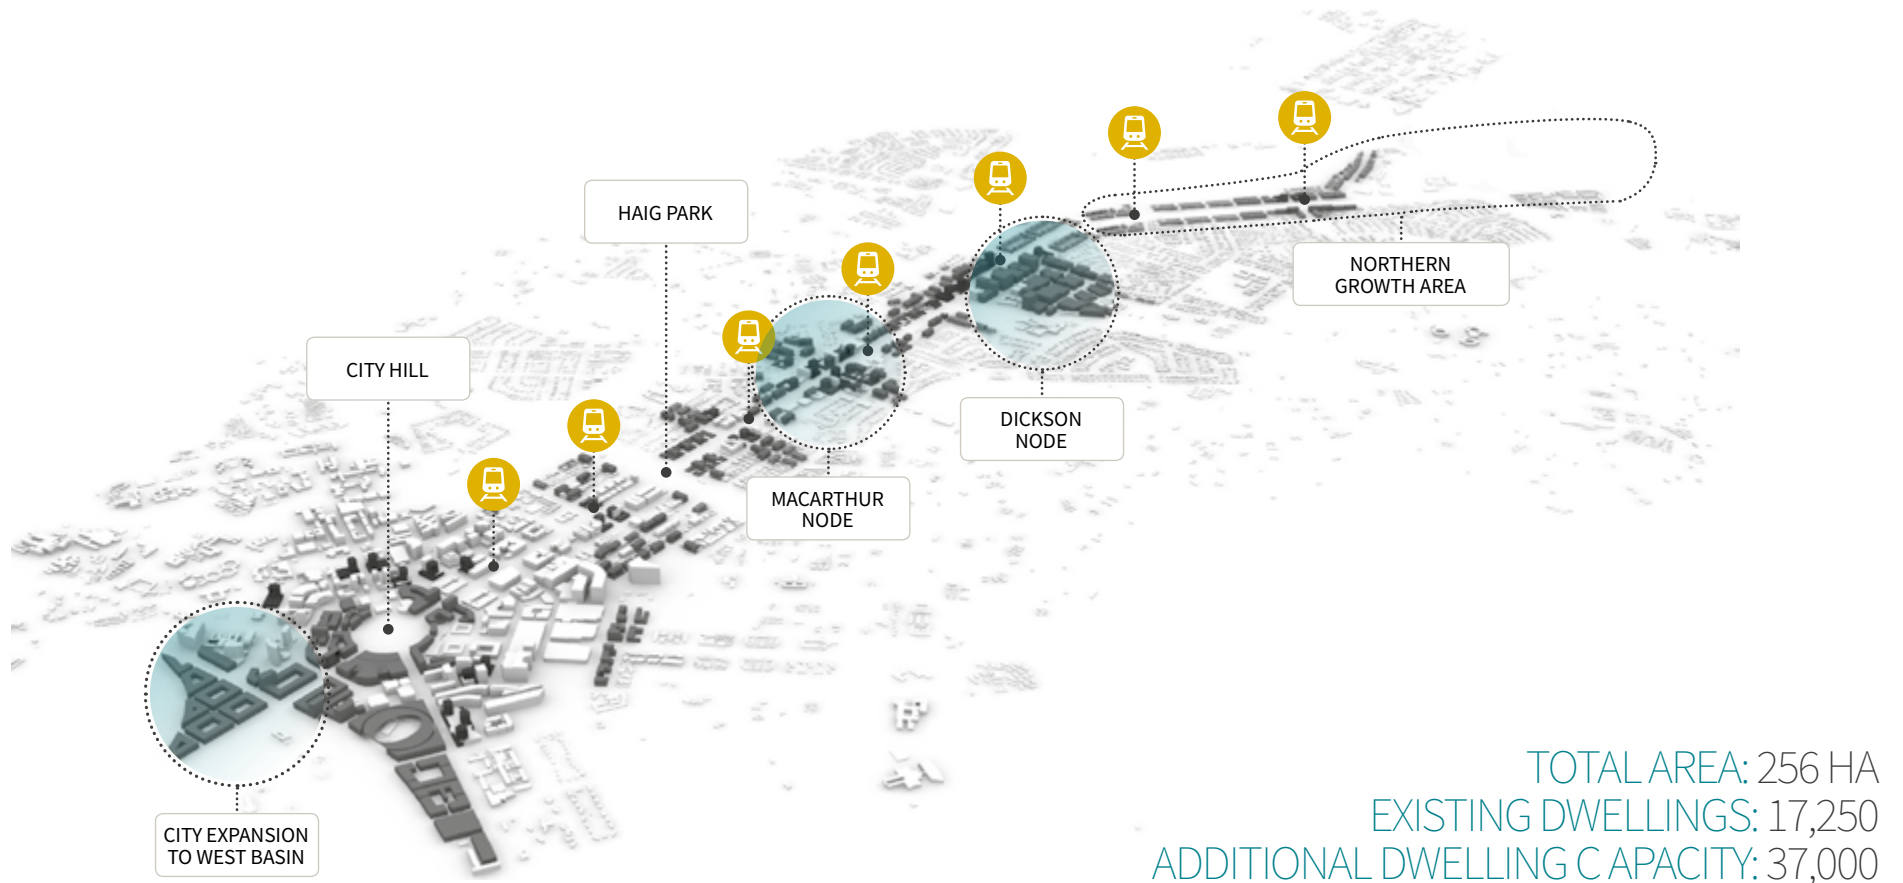 HAIG PARK
NORTHERN
GROWTH AREA
CITY HILL
DICKSON
NODE
MACARTHUR
NODE
CITY EXPANSION
TO WEST BASIN
TOTAL AREA: 256 HA
EXISTING DWELLINGS: 17,250
ADDITIONAL DWELLING C APACITY: 37,000